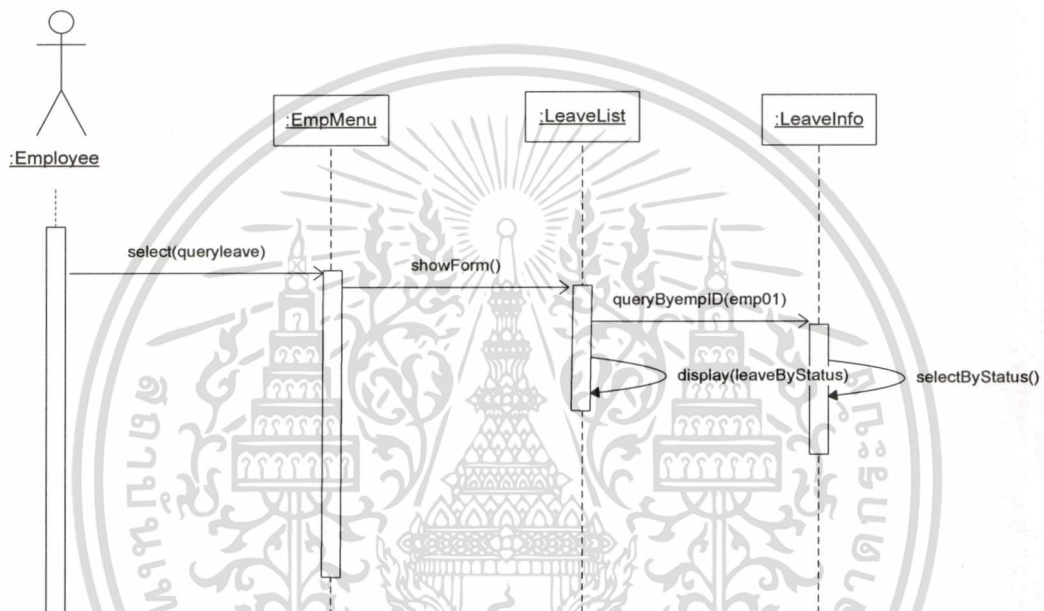 :Employee
:EmpMenu
:LeaveList
:LeaveInfo
select(queryleave)
showForm()
queryByempID(emp01)
display(leaveByStatus)
selectByStatus()